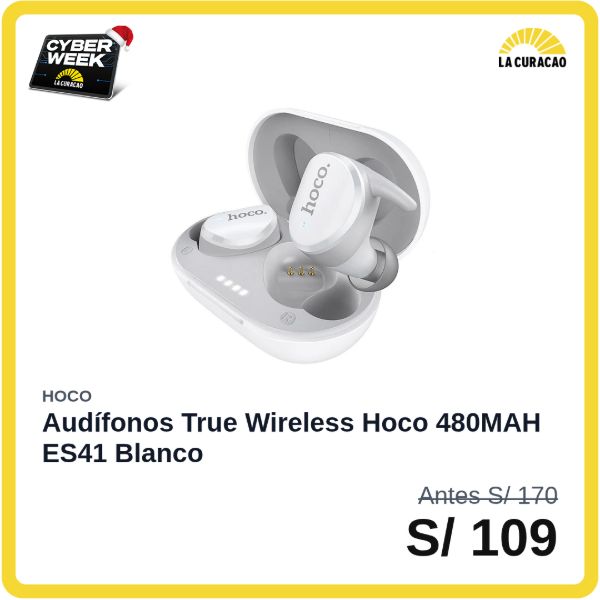 CYBER
WEEK
LA CURACAO
LA CURACAO
hoco.
hoco.
HOCO
Audífonos True Wireless Hoco 480MAH
ES41 Blanco
Antes S/ 170
S/ 109